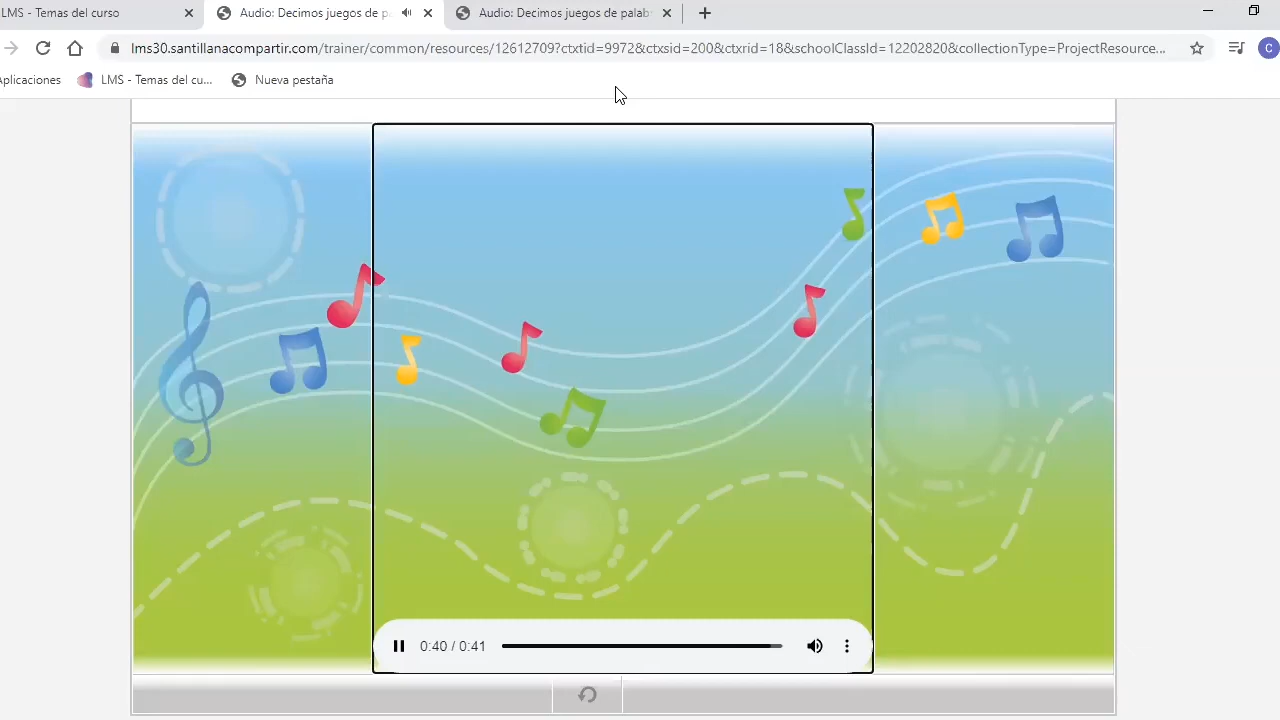 LMS - Temas del curso
Audio: Decimos juegos de pa
Audio: Decimos juegos de palab
lms30.santillanacompartir.com/trainer/common/resources/12612709?ctxtid=9972&ctxsid=200&ctxrid=18&schoolClassId=12202820&collectionType=ProjectResource...
C
plicaciones
LMS - Temas del cu...
Nueva pestaña
0:40 / 0:41